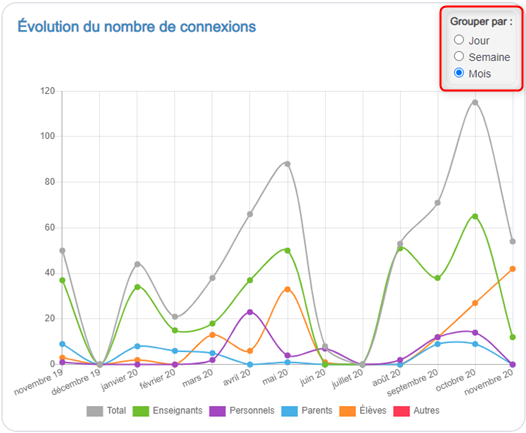 Évolution du nombre de connexions
Grouper par :
Jour
Semaine
Mois
120
100
80
60
40
20
0
novembre 19
décembre 19
janvier 20
février 20
mars 20
avril 20
mai 20
juin 20
juillet 20
août 20
septembre 20
octobre 20
novembre 20
Total Enseignants Personnels Parents Élèves Autres